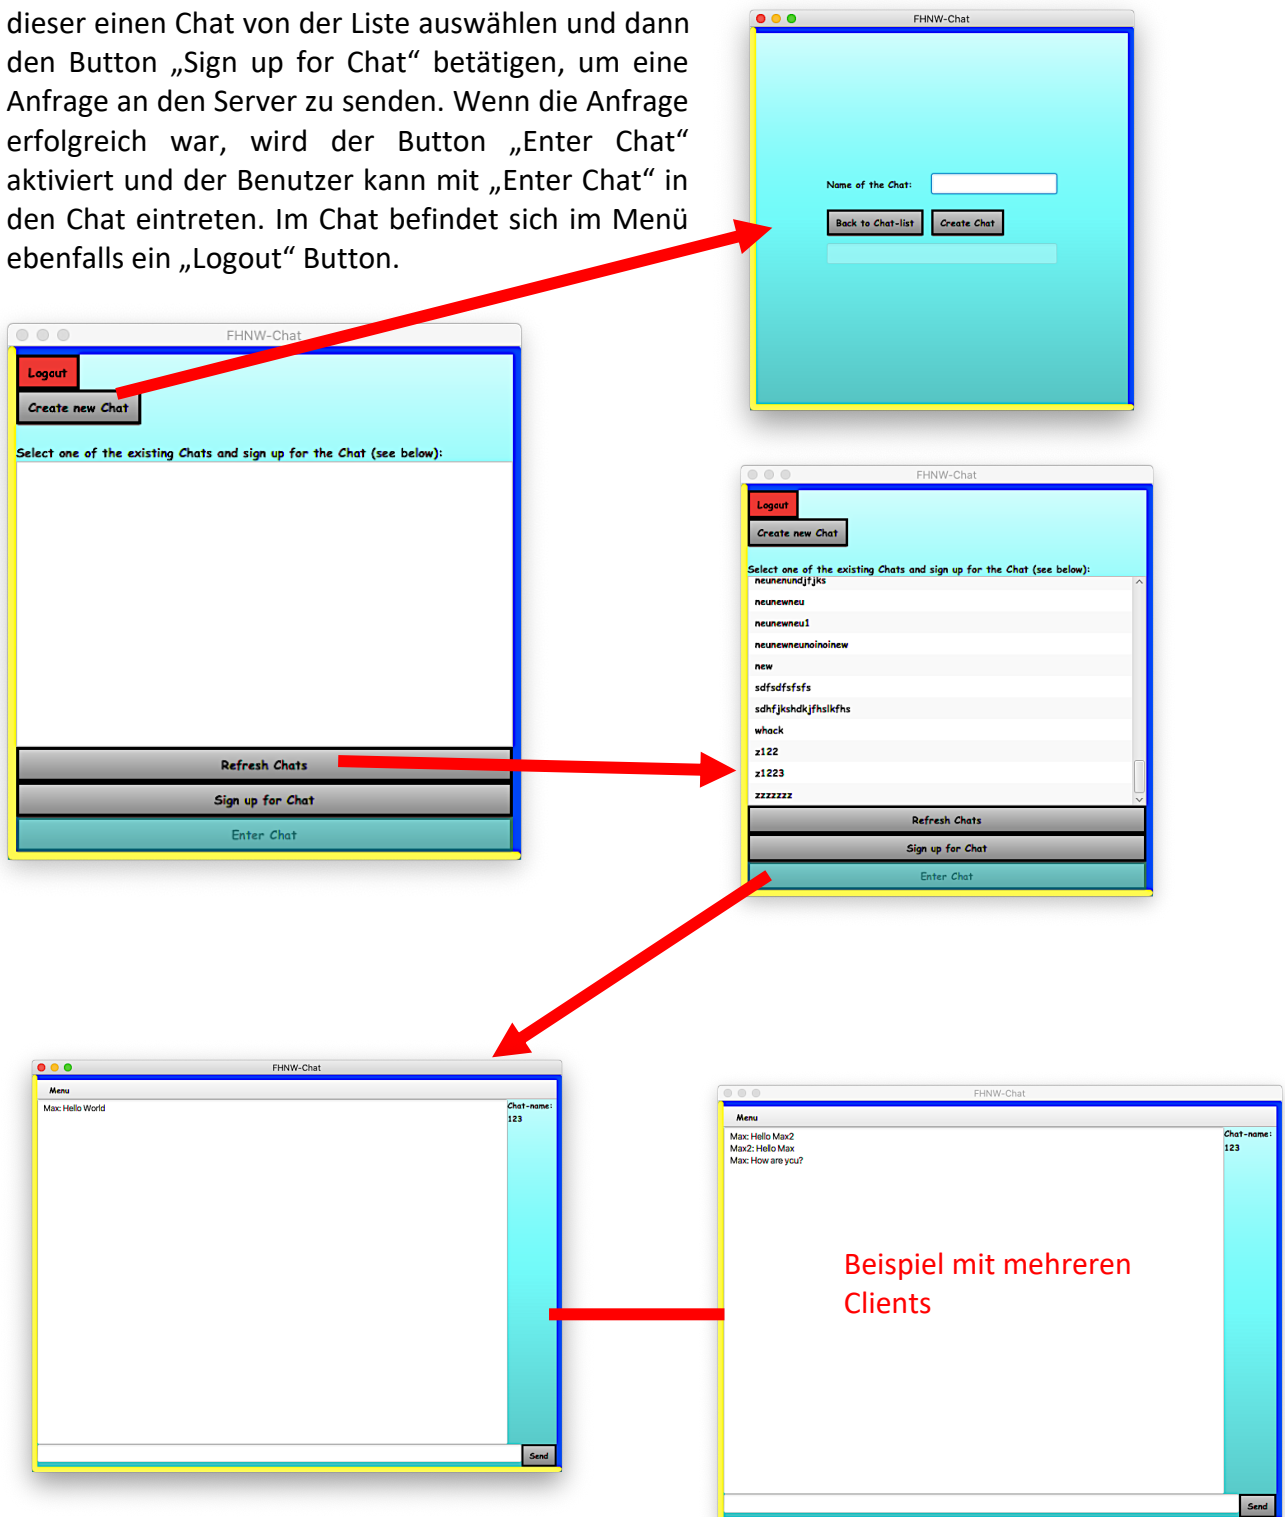 dieser einen Chat von der Liste auswählen und dann
den Button „Sign up for Chat“ betätigen, um eine
Anfrage an den Server zu senden. Wenn die Anfrage
erfolgreich war, wird der Button „Enter Chat“
aktiviert und der Benutzer kann mit „Enter Chat“ in
den Chat eintreten. Im Chat befindet sich im Menü
ebenfalls ein „Logout“ Button.
FHNW-Chat
Name of the Chat:
Back to Chat-list
Create Chat
FHNW-Chat
Logout
Create new Chat
Select one of the existing Chats and sign up for the Chat (see below):
Refresh Chats
Sign up for Chat
Enter Chat
FHNW-Chat
Logout
Create new Chat
Select one of the existing Chats and sign up for the Chat (see below):
neunenundjfjks
neunewneu
neunewneu1
neunewneunoinoinew
new
sdfsdfsfsfs
sdhfjkshdkjfhslkfhs
whack
z122
z1223
zzzzzzz
Refresh Chats
Sign up for Chat
Enter Chat
FHNW-Chat
Menu
Max: Hello World
Chat-name:
123
Send
FHNW-Chat
Menu
Max: Hello Max2
Max2: Hello Max
Max: How are you?
Chat-name:
123
Beispiel mit mehreren
Clients
Send